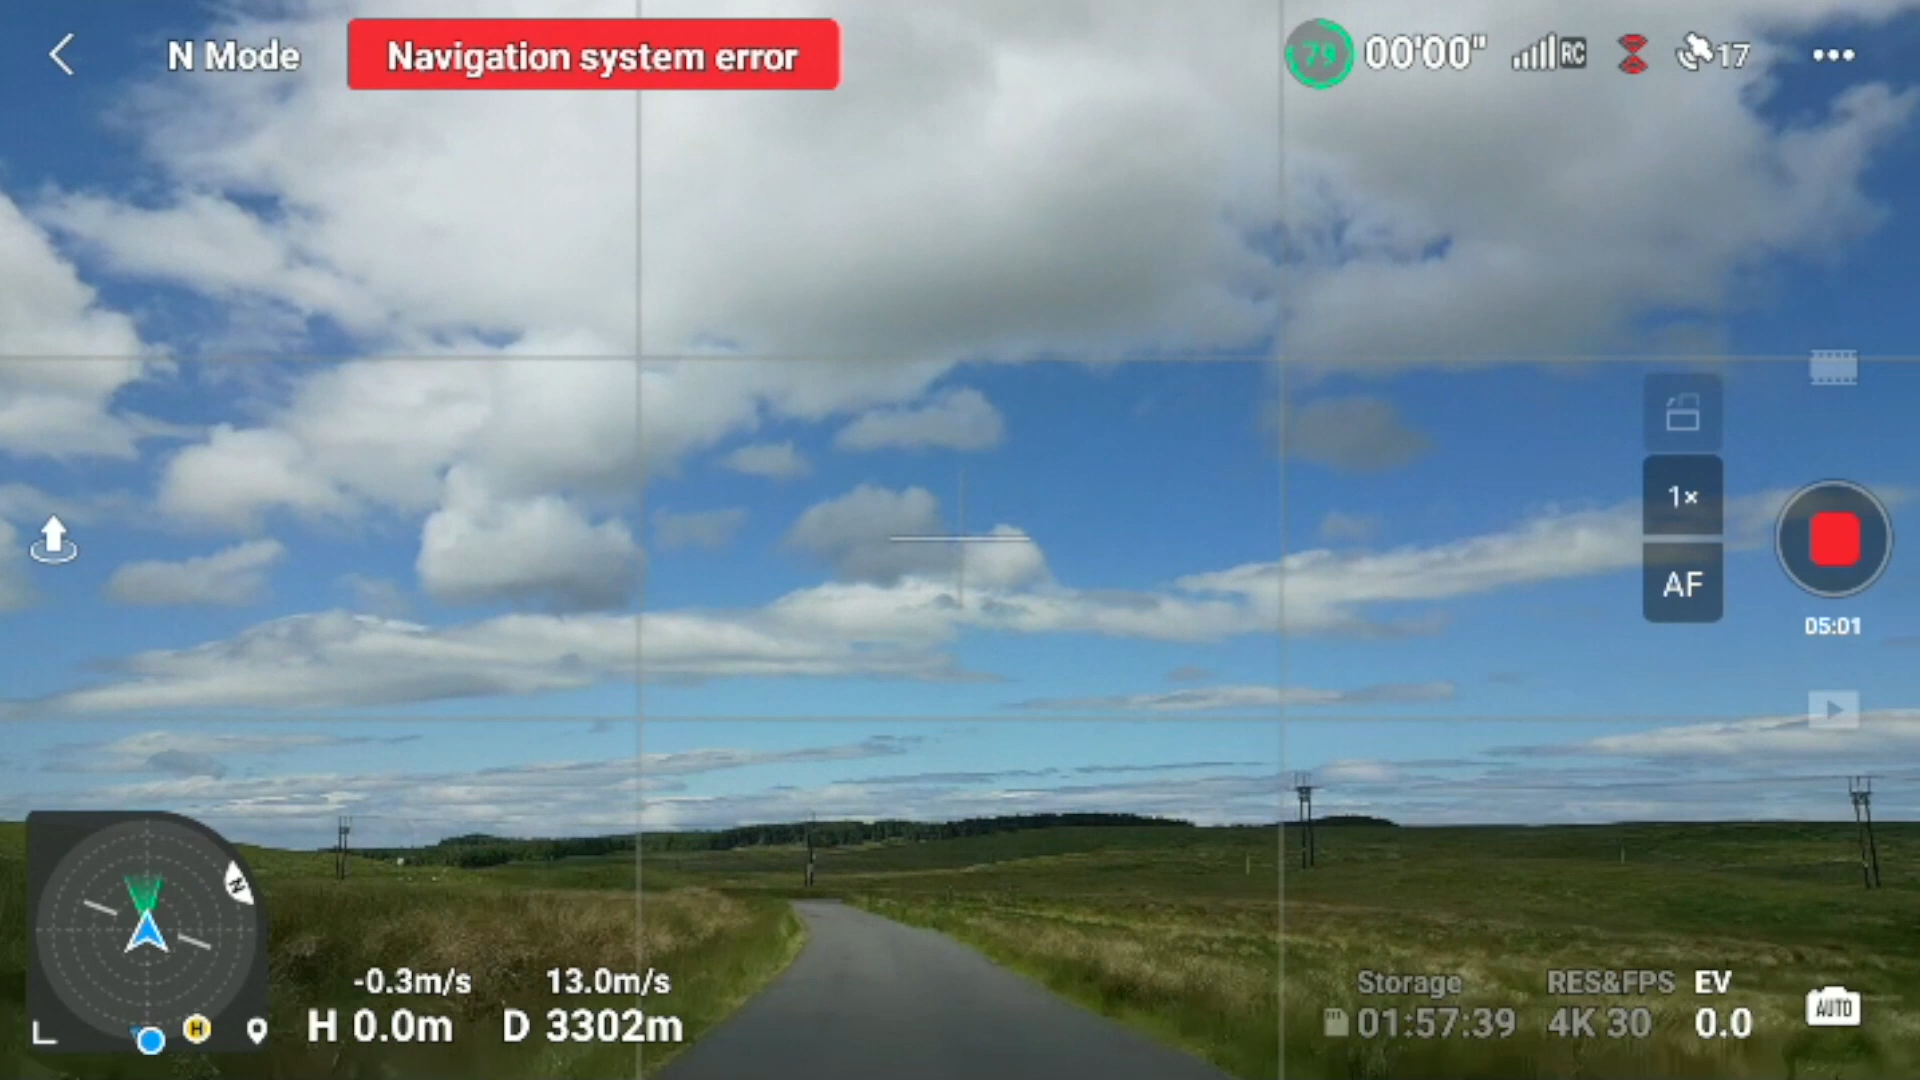 N Mode
Navigation system error
79
00'00"
RC
17
1×
AF
05:01
N
-0.3m/s
13.0m/s
H 0.0m
D 3302m
H
Storage
01:57:39
RES&FPS
4K 30
EV
0.0
AUTO